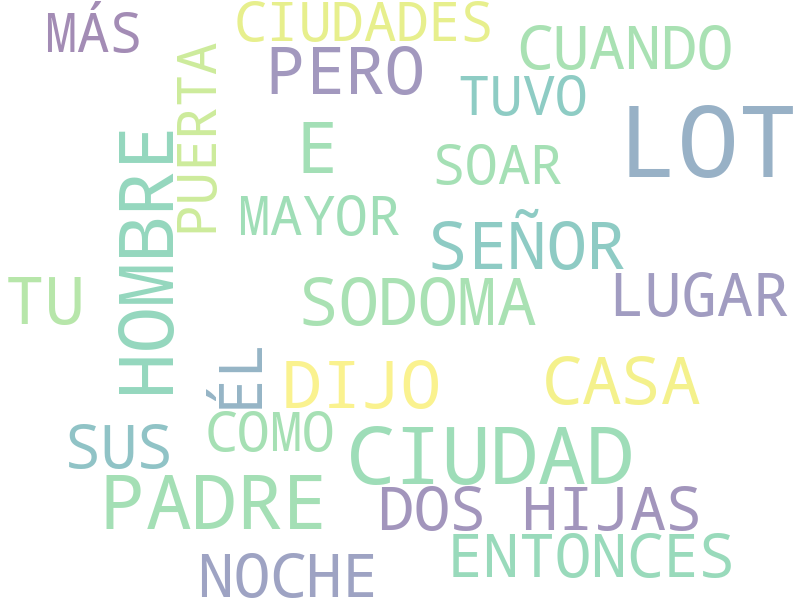 MÁS
CIUDADES
CUANDO
PERO
PUERTA
TUVO
LOT
E
SOAR
HOMBRE
MAYOR
SEÑOR
TU
SODOMA
LUGAR
ÉL
DIJO
CASA
SUS
COMO
CIUDAD
PADRE
DOS HIJAS
NOCHE
ENTONCES